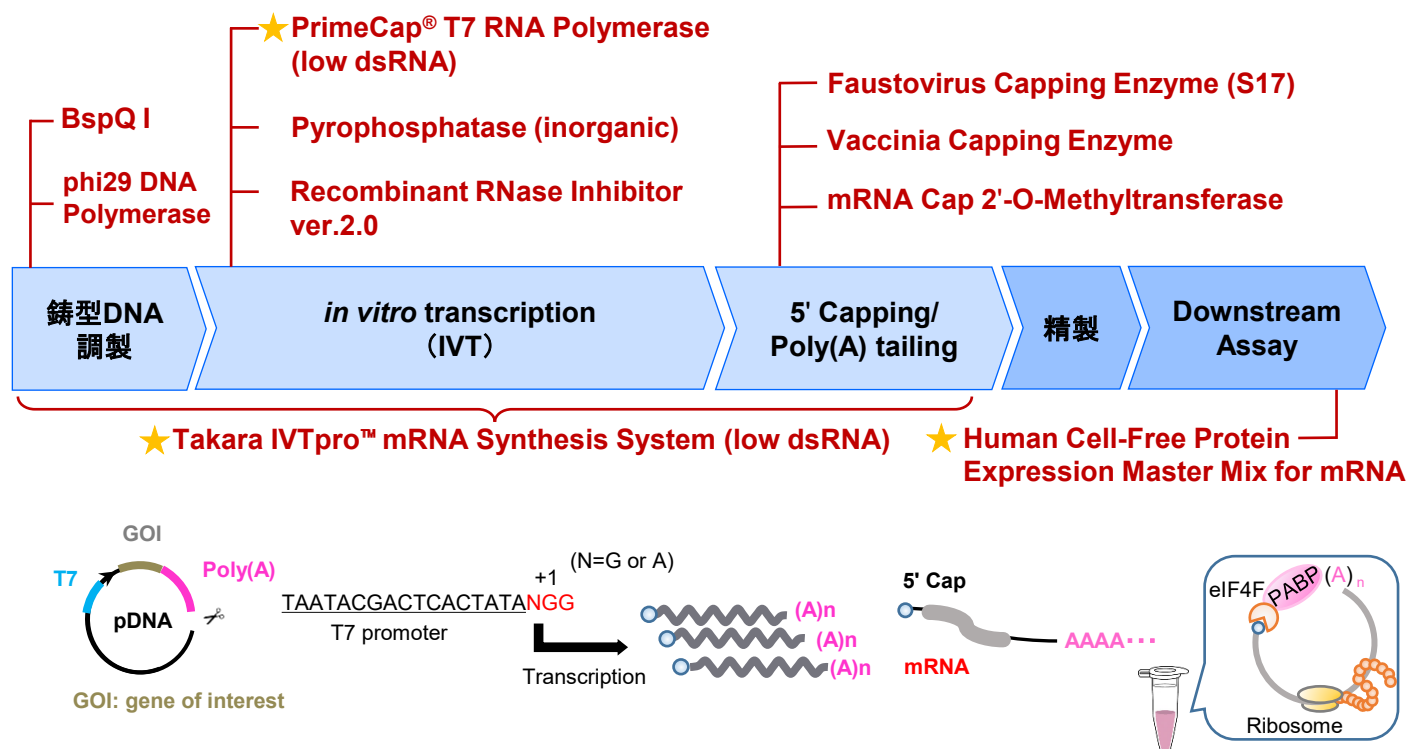 ★PrimeCap® T7 RNA Polymerase
(low dsRNA)
BspQ I
phi29 DNA
Polymerase
Pyrophosphatase (inorganic)
Recombinant RNase Inhibitor
ver.2.0
Faustovirus Capping Enzyme (S17)
Vaccinia Capping Enzyme
mRNA Cap 2'-O-Methyltransferase
鋳型DNA
調製
in vitro transcription
（IVT）
5' Capping/
Poly(A) tailing
精製
Downstream
Assay
★Takara IVTpro™ mRNA Synthesis System (low dsRNA)
★Human Cell-Free Protein
Expression Master Mix for mRNA
GOI
T7
Poly(A)
pDNA
GOI: gene of interest
(N=G or A)
+1
TAATACGACTCACTATANGG
T7 promoter
Transcription
(A)n
(A)n
(A)n
5' Cap
AAAA･･･
mRNA
eIF4F
PABP
(A)n
Ribosome